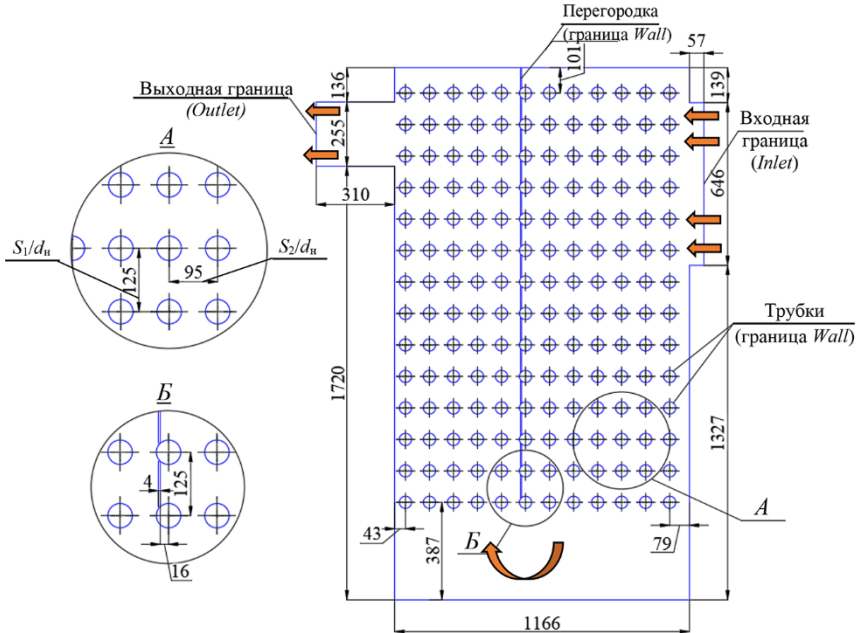 Перегородка
(граница Wall)
101
57
136
139
Выходная граница
(Outlet)
255
А
310
Входная граница
(Inlet)
646
S₁/dн
125
95
S₂/dн
Трубки
(граница Wall)
1720
1327
Б
4
125
16
43
387
Б
79
А
1166